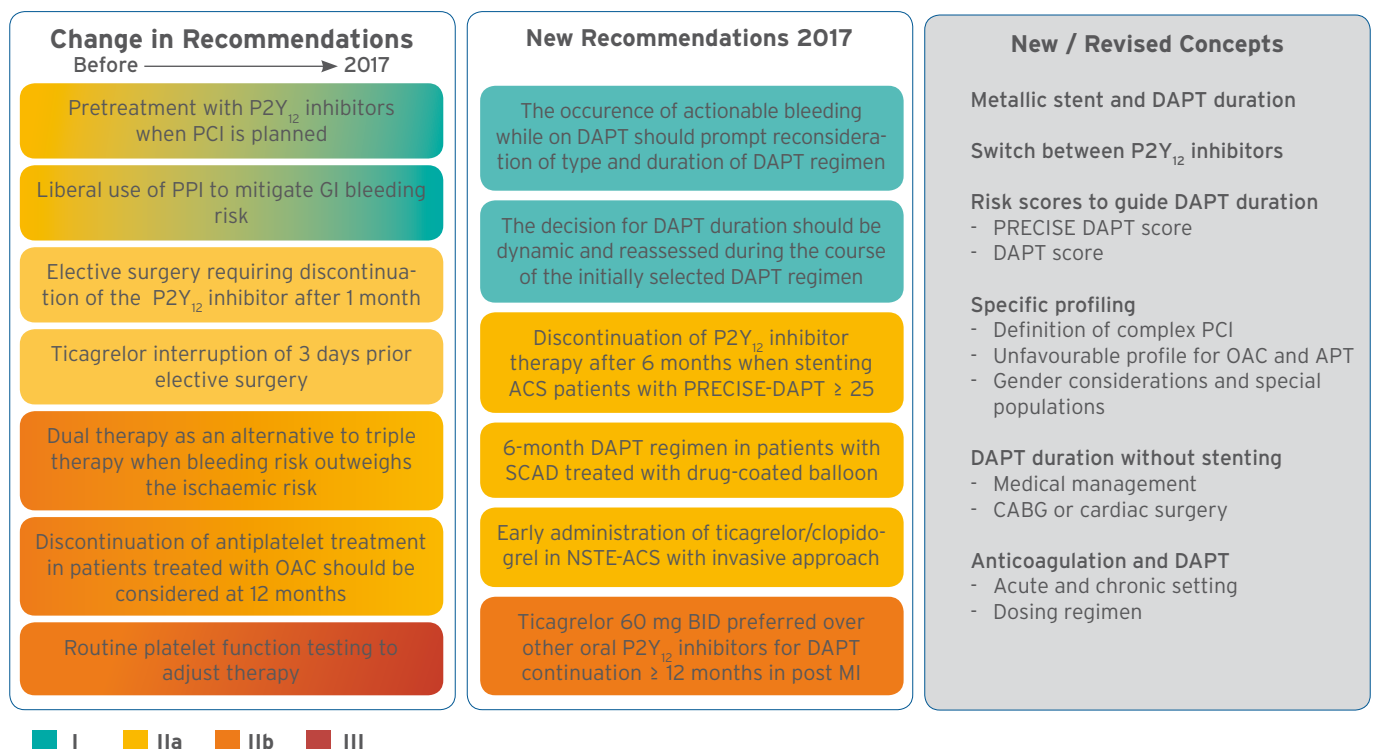 Change in Recommendations
Before → 2017
Pretreatment with P2Y₁₂ inhibitors
when PCI is planned
Liberal use of PPI to mitigate GI bleeding
risk
Elective surgery requiring discontinua-
tion of the P2Y₁₂ inhibitor after 1 month
Ticagrelor interruption of 3 days prior
elective surgery
Dual therapy as an alternative to triple
therapy when bleeding risk outweighs
the ischaemic risk
Discontinuation of antiplatelet treatment
in patients treated with OAC should be
considered at 12 months
Routine platelet function testing to
adjust therapy
New Recommendations 2017
The occurence of actionable bleeding
while on DAPT should prompt reconsidera-
tion of type and duration of DAPT regimen
The decision for DAPT duration should be
dynamic and reassessed during the course
of the initially selected DAPT regimen
Discontinuation of P2Y₁₂ inhibitor
therapy after 6 months when stenting
ACS patients with PRECISE-DAPT ≥ 25
6-month DAPT regimen in patients with
SCAD treated with drug-coated balloon
Early administration of ticagrelor/clopido-
grel in NSTE-ACS with invasive approach
Ticagrelor 60 mg BID preferred over
other oral P2Y₁₂ inhibitors for DAPT
continuation ≥ 12 months in post MI
New / Revised Concepts
Metallic stent and DAPT duration
Switch between P2Y₁₂ inhibitors
Risk scores to guide DAPT duration
- PRECISE DAPT score
- DAPT score
Specific profiling
- Definition of complex PCI
- Unfavourable profile for OAC and APT
- Gender considerations and special
populations
DAPT duration without stenting
- Medical management
- CABG or cardiac surgery
Anticoagulation and DAPT
- Acute and chronic setting
- Dosing regimen
I IIa IIb III